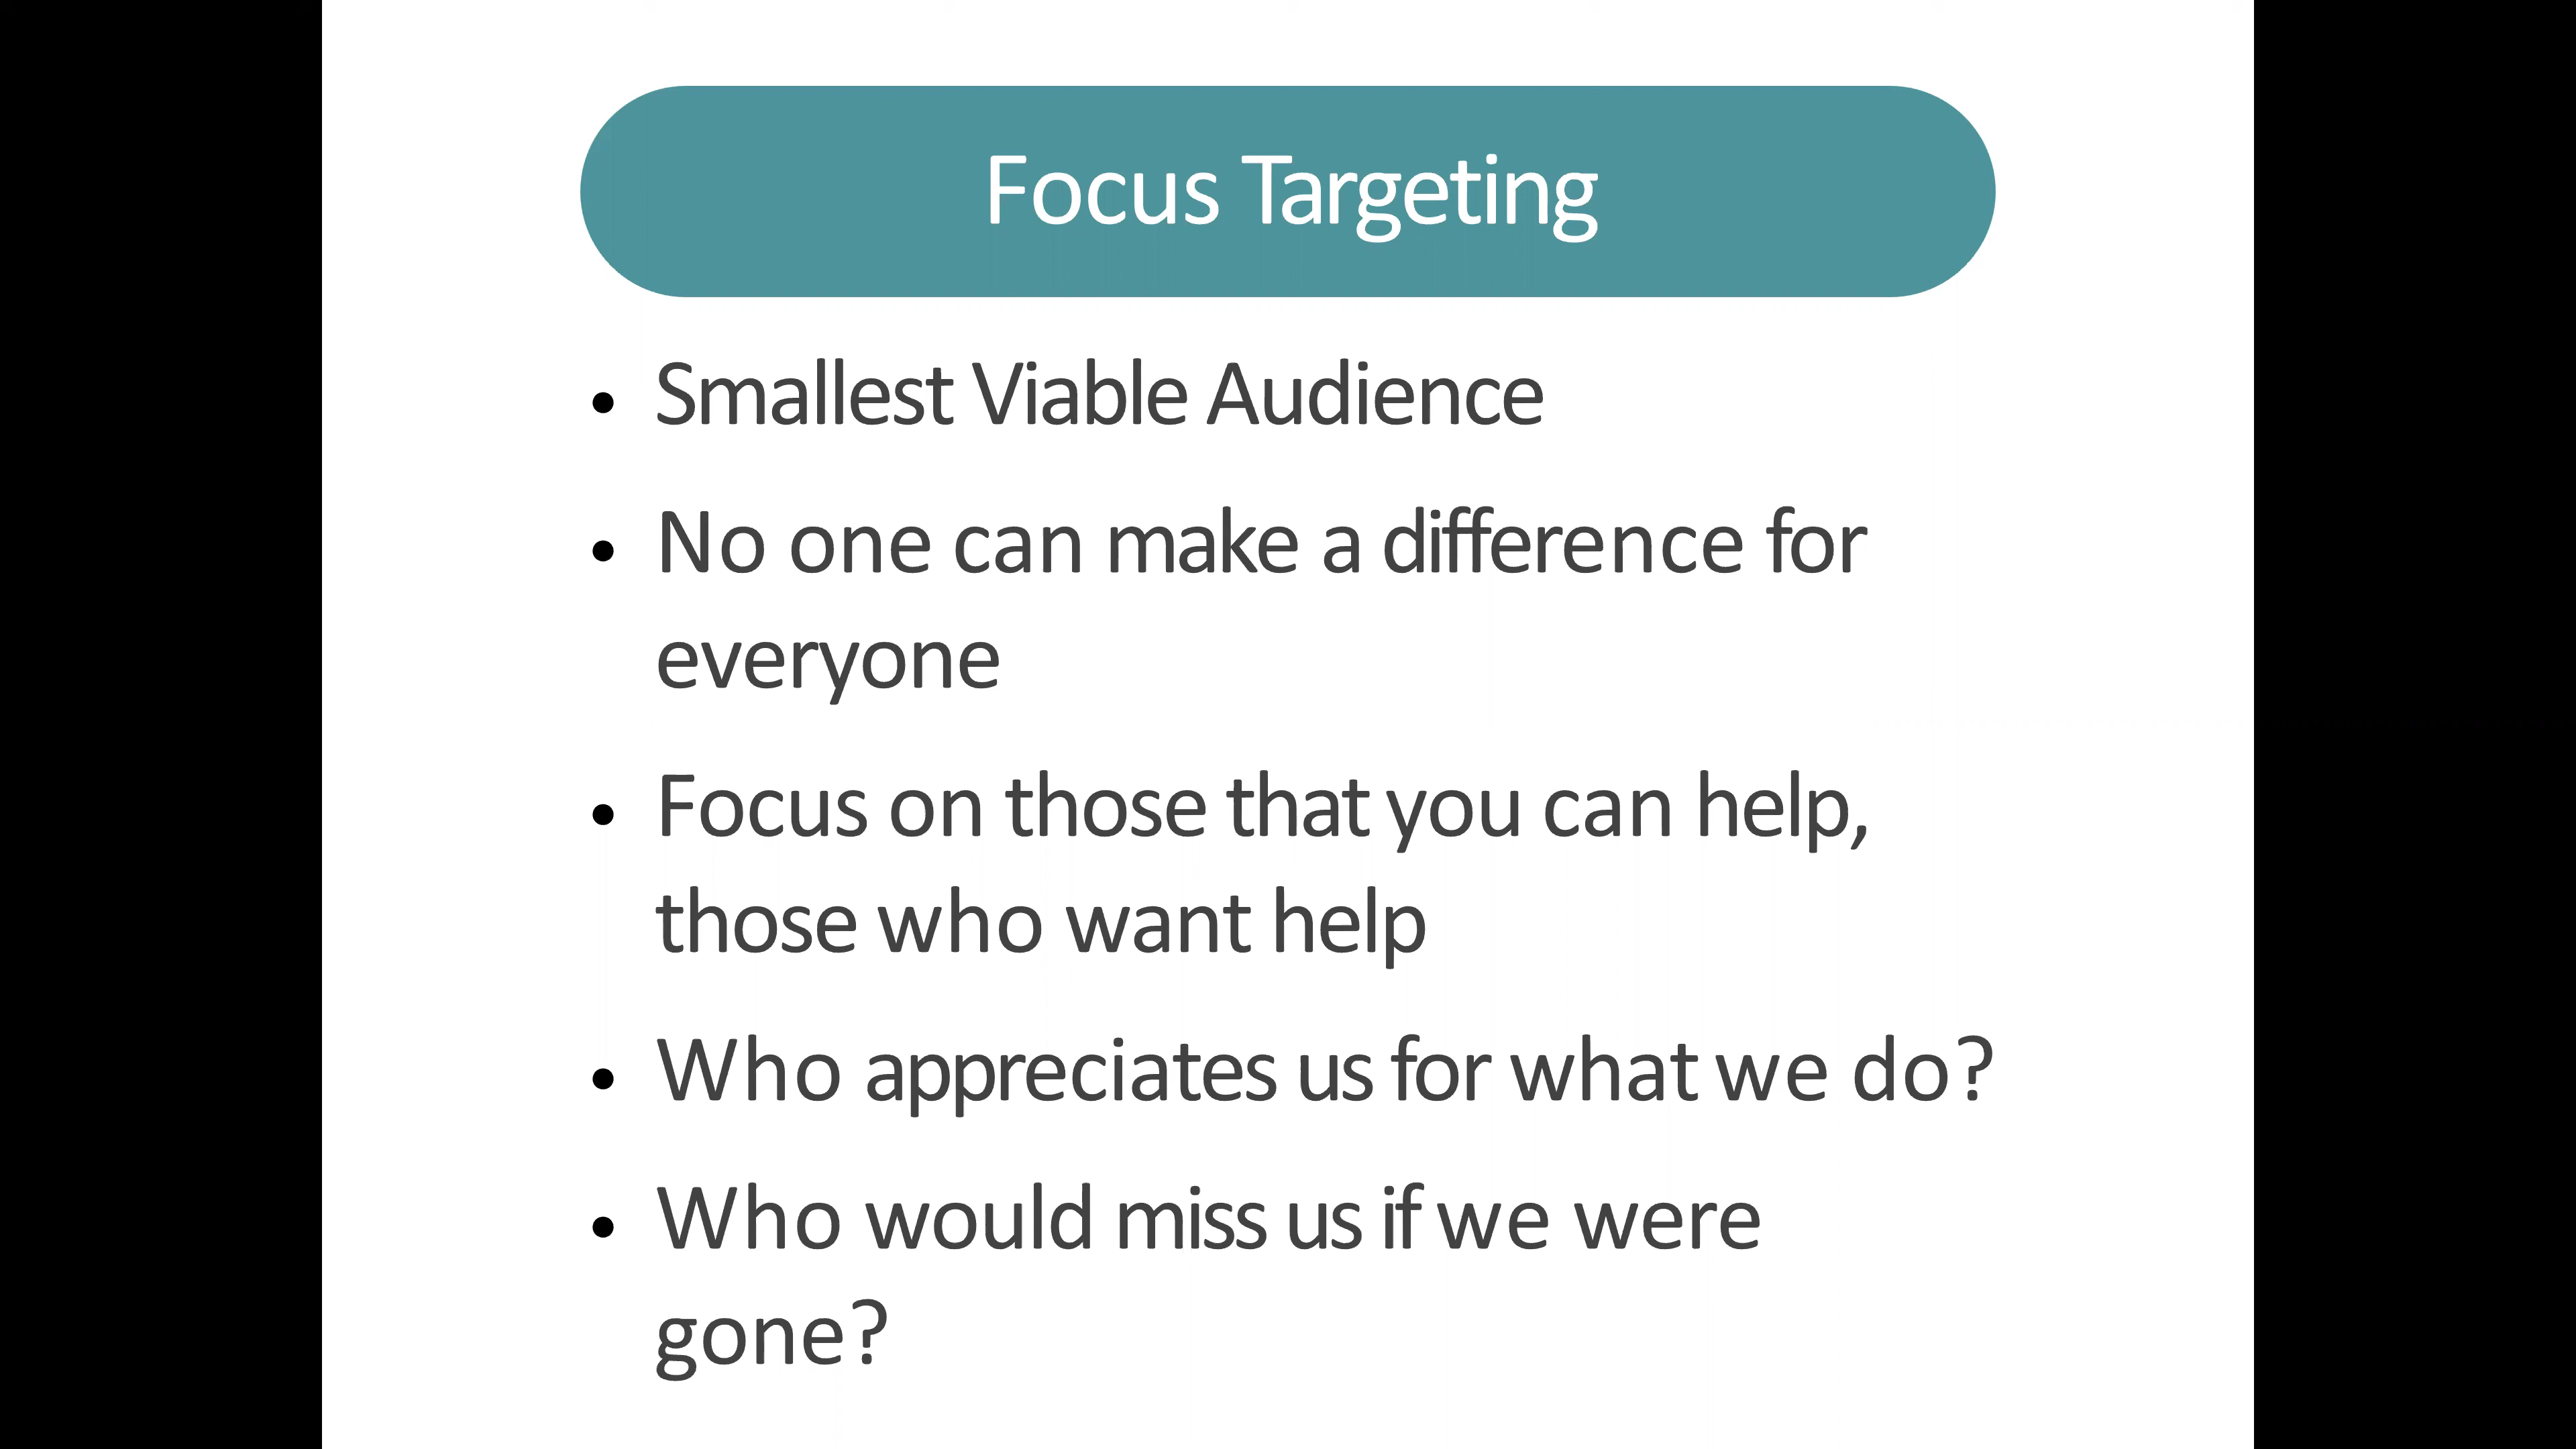 Focus Targeting
• Smallest Viable Audience
• No one can make a difference for
everyone
• Focus on those that you can help,
those who want help
• Who appreciates us for what we do?
• Who would miss us if we were
gone?